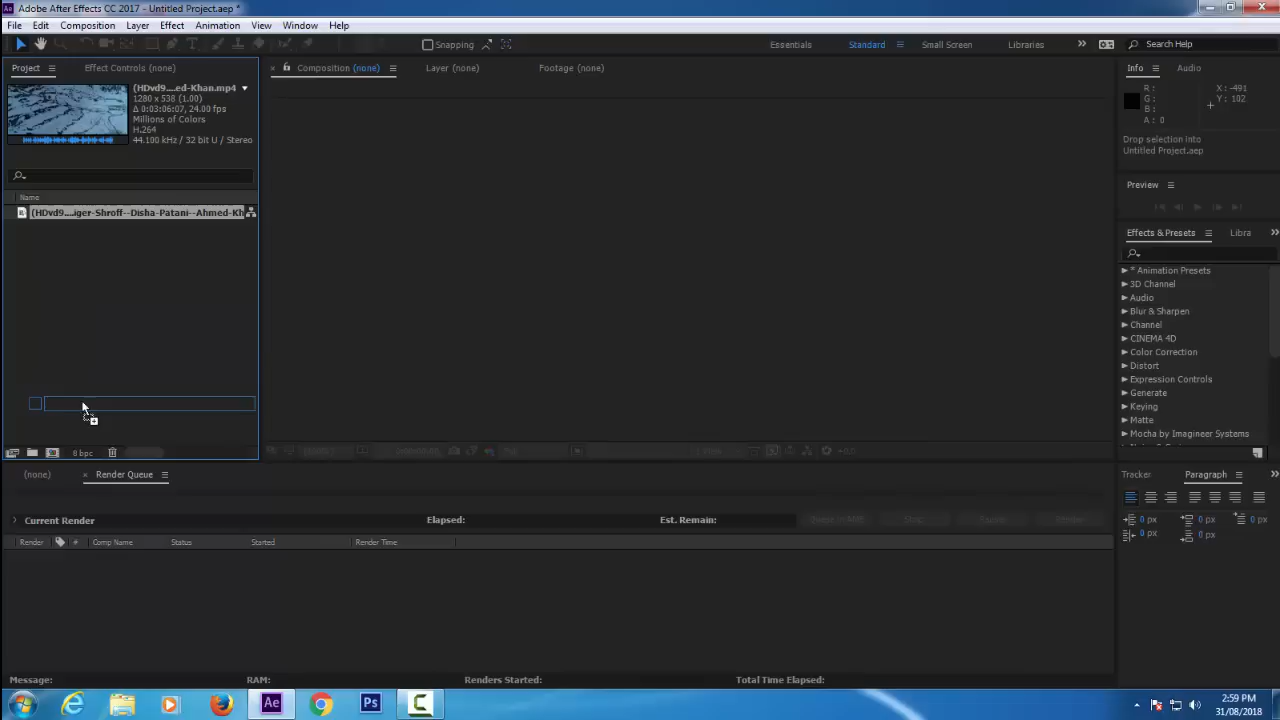 Adobe After Effects CC 2017 - Untitled Project.aep *
File Edit Composition Layer Effect Animation View Window Help
Snapping Essentials Standard Small Screen Libraries Search Help
Project Effect Controls (none) Composition (none) Layer (none) Footage (none) Info Audio
(HDvd9....ed-Khan.mp4
1280 x 538 (1.00)
Δ 0:03:06:07, 24.00 fps
Millions of Colors
H.264
44.100 kHz / 32 bit U / Stereo
R :
G :
B :
A : 0
X : -491
Y : 102
Drop selection into
Untitled Project.aep
Preview
Name
(HDvd9....iger-Shroff--Disha-Patani--Ahmed-Kh
Effects & Presets Libra
* Animation Presets
3D Channel
Audio
Blur & Sharpen
Channel
CINEMA 4D
Color Correction
Distort
Expression Controls
Generate
Keying
Matte
Mocha by Imagineer Systems
8 bpc
(none) Render Queue Tracker Paragraph
Current Render Elapsed: Est. Remain:
0 px 0 px 0 px
0 px 0 px
Render # Comp Name Status Started Render Time
Message: RAM: Renders Started: Total Time Elapsed:
Ae Ps C
2:59 PM
31/08/2018